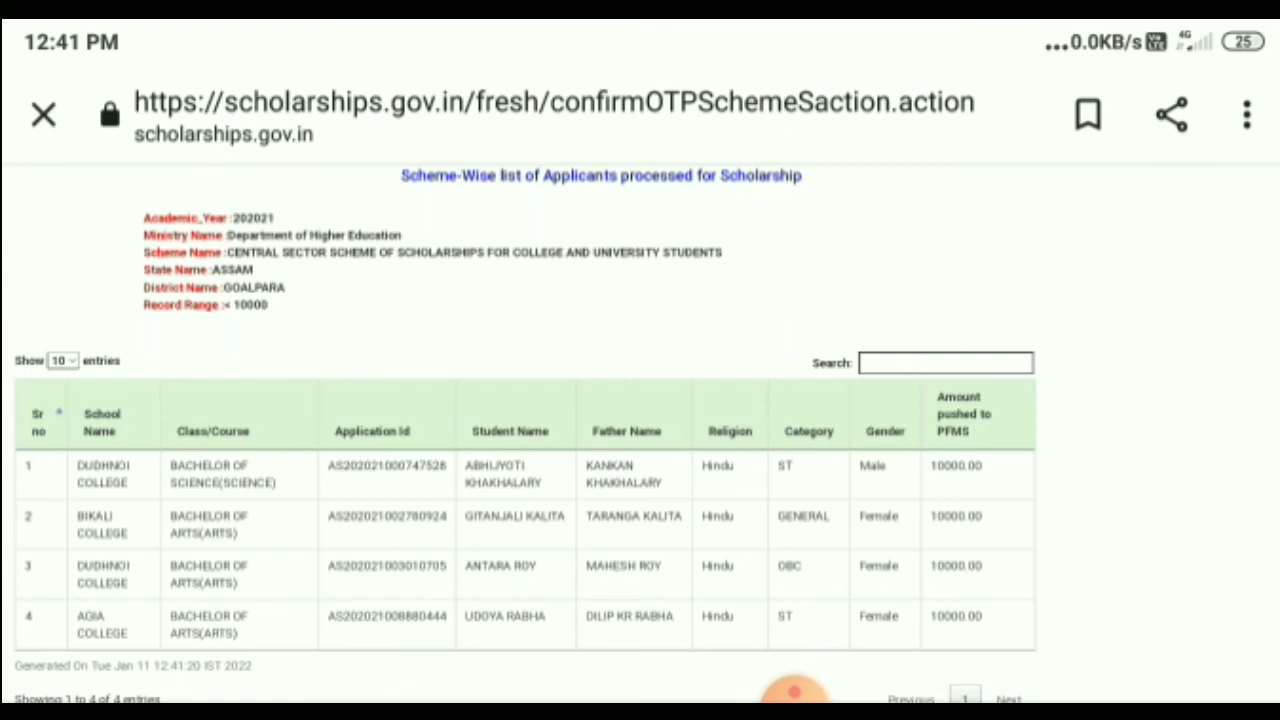 12:41 PM
...0.0KB/s Vo LTE 4G 25
https://scholarships.gov.in/fresh/confirmOTPSchemeSaction.action
scholarships.gov.in
Scheme-Wise list of Applicants processed for Scholarship
Academic_Year :202021
Ministry Name :Department of Higher Education
Scheme Name :CENTRAL SECTOR SCHEME OF SCHOLARSHIPS FOR COLLEGE AND UNIVERSITY STUDENTS
State Name :ASSAM
District Name :GOALPARA
Record Range :< 10000
Show 10 entries
Search:
Sr no School Name Class/Course Application Id Student Name Father Name Religion Category Gender Amount pushed to PFMS
1 DUDHNOI COLLEGE BACHELOR OF SCIENCE(SCIENCE) AS202021000747526 ABHIJYOTI KHAKHALARY KANKAN KHAKHALARY Hindu ST Male 10000.00
2 BIKALI COLLEGE BACHELOR OF ARTS(ARTS) AS202021002780924 GITANJALI KALITA TARANGA KALITA Hindu GENERAL Female 10000.00
3 DUDHNOI COLLEGE BACHELOR OF ARTS(ARTS) AS202021003010705 ANTARA ROY MAHESH ROY Hindu OBC Female 10000.00
4 AGIA COLLEGE BACHELOR OF ARTS(ARTS) AS202021008880444 UDOYA RABHA DILIP KR RABHA Hindu ST Female 10000.00
Generated On Tue Jan 11 12:41:20 IST 2022
Showing 1 to 4 of 4 entries
Previous 1 Next